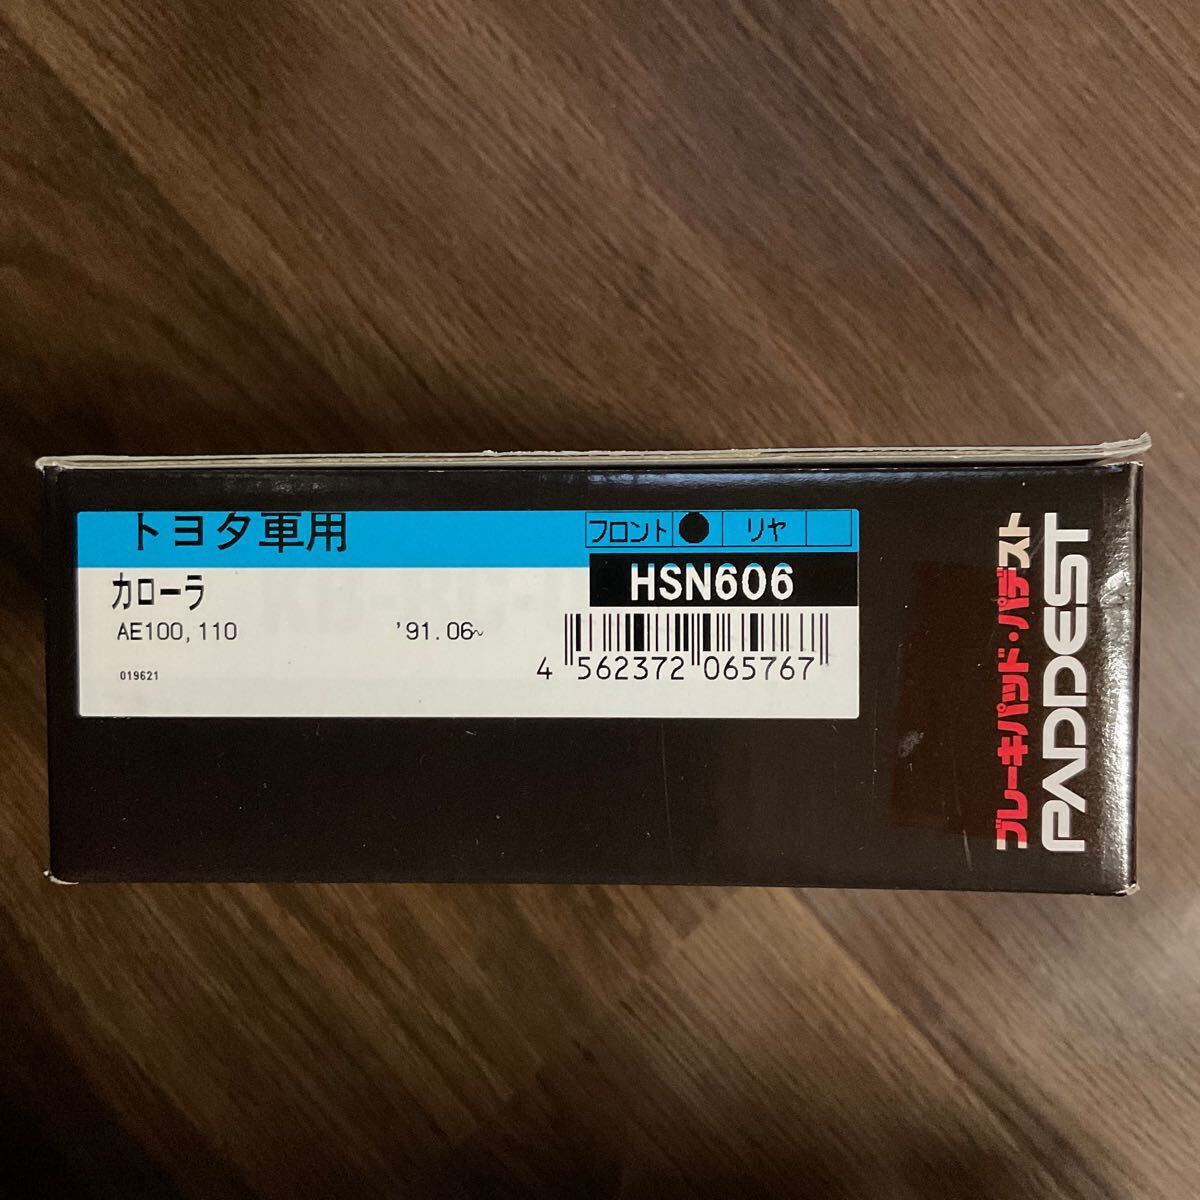 トヨタ車用
フロント ● リヤ
カローラ
HSN606
AE100,110 '91.06~
019621
4 562372 065767
ブレーキパッド・パデスト
PADDEST